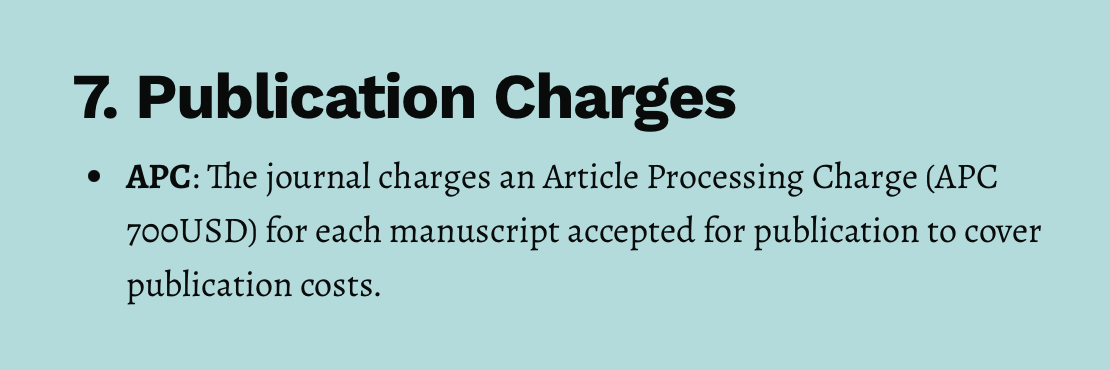 7. Publication Charges
• APC: The journal charges an Article Processing Charge (APC
700USD) for each manuscript accepted for publication to cover
publication costs.